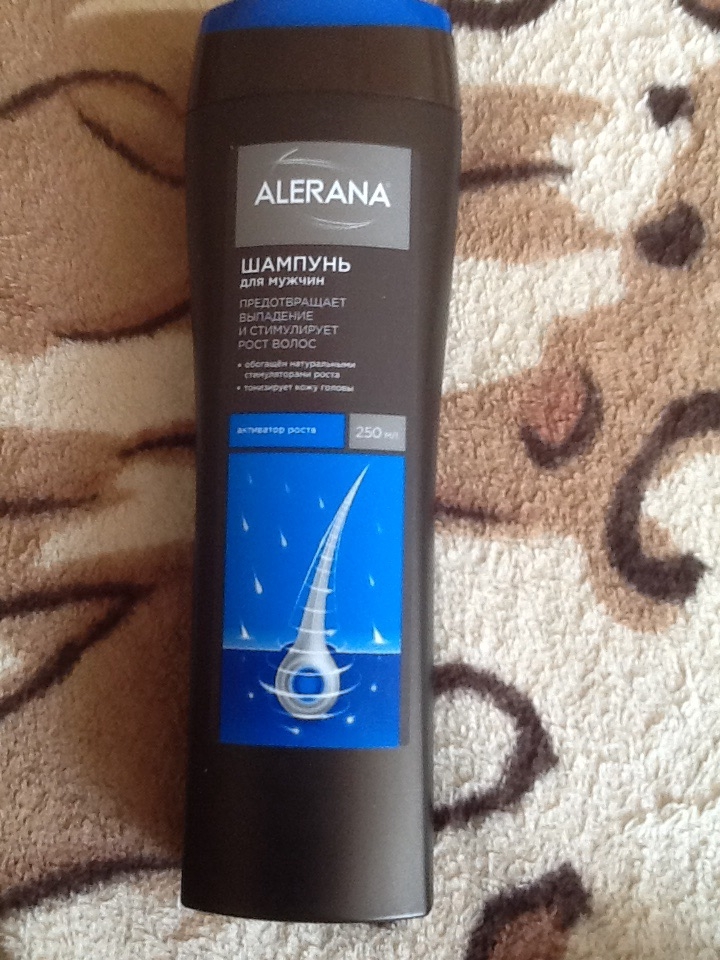 ALERANA
ШАМПУНЬ
для мужчин
ПРЕДОТВРАЩАЕТ
ВЫПАДЕНИЕ
И СТИМУЛИРУЕТ
РОСТ ВОЛОС
• обогащён натуральными
стимуляторами роста
• тонизирует кожу головы
активатор роста
250 мл